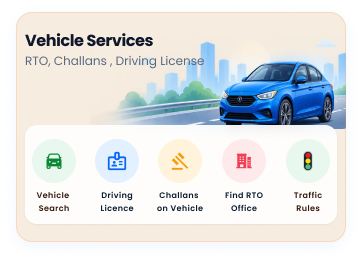 Vehicle Services
RTO, Challans , Driving License
Vehicle
Search
Driving
Licence
Challans
on Vehicle
Find RTO
Office
Traffic
Rules